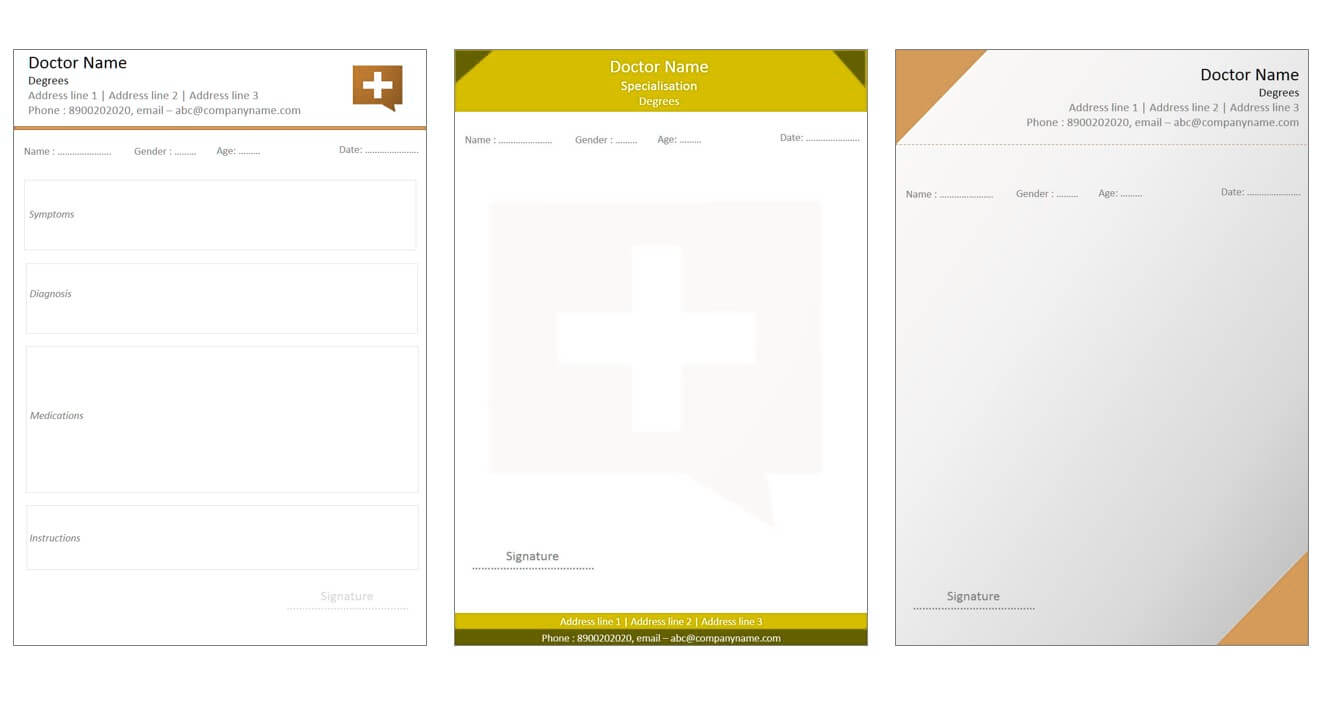 Doctor Name
Degrees
Address line 1 | Address line 2 | Address line 3
Phone : 8900202020, email – abc@companyname.com
Name : ...................... Gender : ......... Age: ......... Date: ......................
Symptoms
Diagnosis
Medications
Instructions
Signature
Doctor Name
Specialisation
Degrees
Name : ...................... Gender : ......... Age: ......... Date: ......................
Signature
Address line 1 | Address line 2 | Address line 3
Phone : 8900202020, email – abc@companyname.com
Doctor Name
Degrees
Address line 1 | Address line 2 | Address line 3
Phone : 8900202020, email – abc@companyname.com
Name : ...................... Gender : ......... Age: ......... Date: ......................
Signature